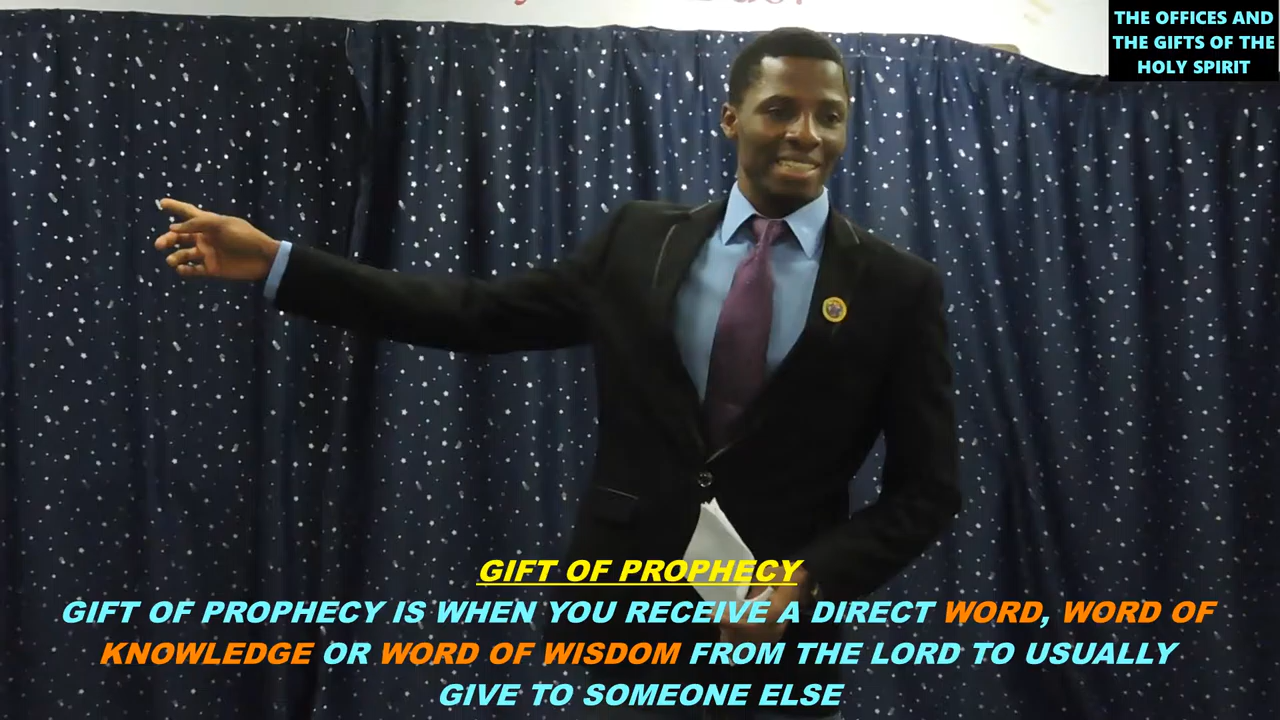 THE OFFICES AND
THE GIFTS OF THE
HOLY SPIRIT
GIFT OF PROPHECY
GIFT OF PROPHECY IS WHEN YOU RECEIVE A DIRECT WORD, WORD OF
KNOWLEDGE OR WORD OF WISDOM FROM THE LORD TO USUALLY
GIVE TO SOMEONE ELSE